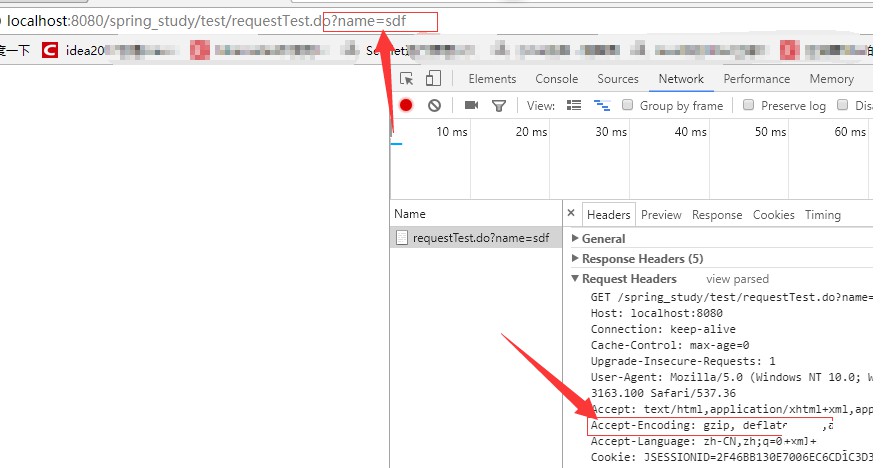 localhost:8080/spring_study/test/requestTest.do?name=sdf
一下 idea20
Elements Console Sources Network Performance Memory
View: Group by frame Preserve log
10 ms 20 ms 30 ms 40 ms 50 ms 60 ms
Name
requestTest.do?name=sdf
× Headers Preview Response Cookies Timing
General
Response Headers (5)
Request Headers view parsed
GET /spring_study/test/requestTest.do?name=
Host: localhost:8080
Connection: keep-alive
Cache-Control: max-age=0
Upgrade-Insecure-Requests: 1
User-Agent: Mozilla/5.0 (Windows NT 10.0;
3163.100 Safari/537.36
Accept: text/html,application/xhtml+xml,app
Accept-Encoding: gzip, deflate
Accept-Language: zh-CN,zh;q=0+xml+
Cookie: JSESSIONID=2F46BB130E7006EC6CD1C3D3